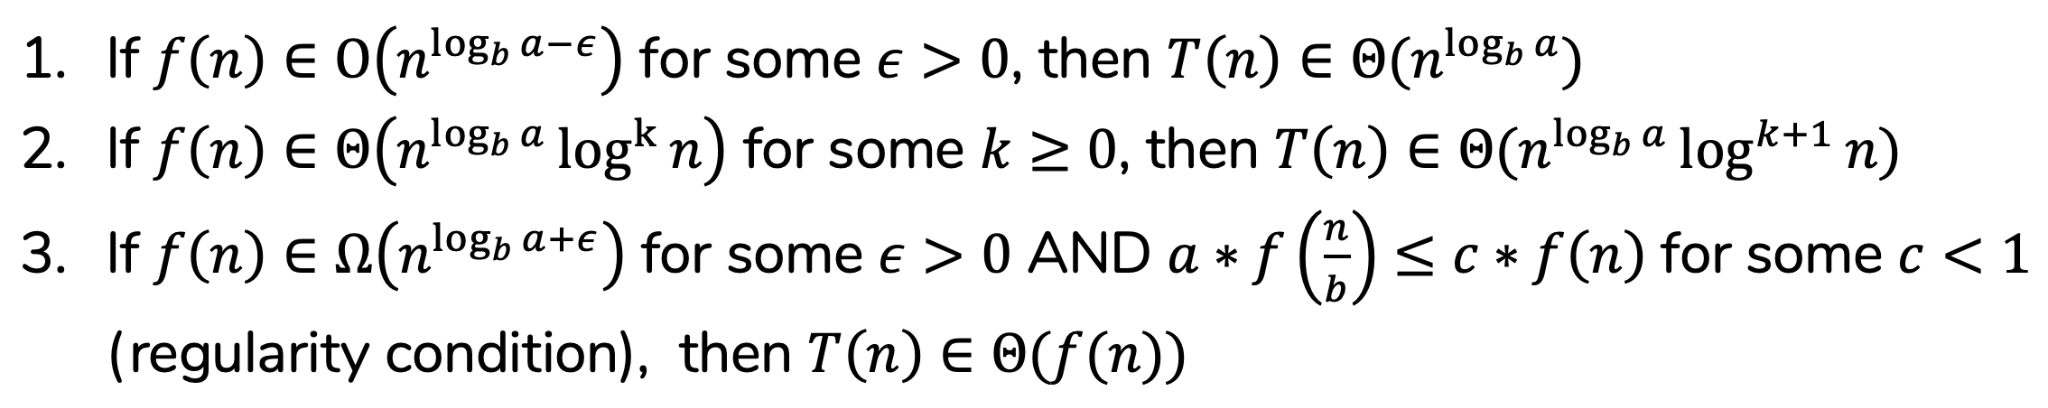 1. If f(n) ∈ O(n^{log_b a−ϵ}) for some ϵ > 0, then T(n) ∈ Θ(n^{log_b a})
2. If f(n) ∈ Θ(n^{log_b a} log^k n) for some k ≥ 0, then T(n) ∈ Θ(n^{log_b a} log^{k+1} n)
3. If f(n) ∈ Ω(n^{log_b a+ϵ}) for some ϵ > 0 AND a * f(n/b) ≤ c * f(n) for some c < 1
(regularity condition), then T(n) ∈ Θ(f(n))